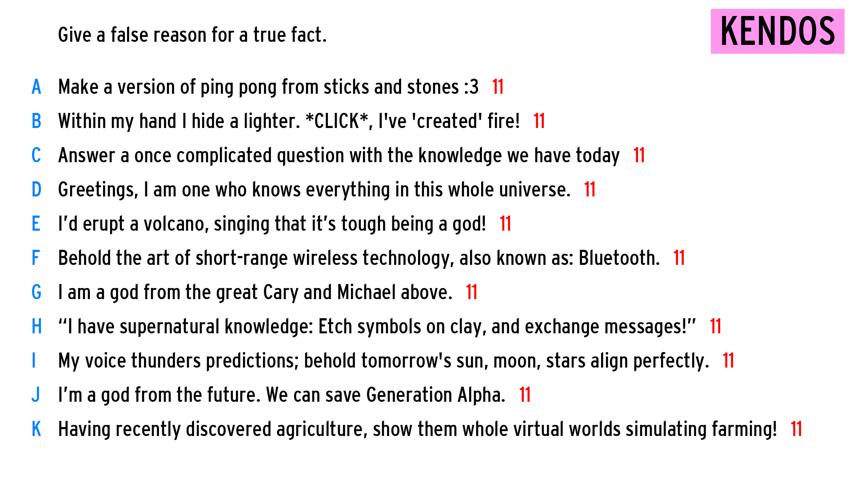 Give a false reason for a true fact.
KENDOS
A Make a version of ping pong from sticks and stones :3 11
B Within my hand I hide a lighter. *CLICK*, I've 'created' fire! 11
C Answer a once complicated question with the knowledge we have today 11
D Greetings, I am one who knows everything in this whole universe. 11
E I’d erupt a volcano, singing that it’s tough being a god! 11
F Behold the art of short-range wireless technology, also known as: Bluetooth. 11
G I am a god from the great Cary and Michael above. 11
H “I have supernatural knowledge: Etch symbols on clay, and exchange messages!” 11
I My voice thunders predictions; behold tomorrow's sun, moon, stars align perfectly. 11
J I’m a god from the future. We can save Generation Alpha. 11
K Having recently discovered agriculture, show them whole virtual worlds simulating farming! 11